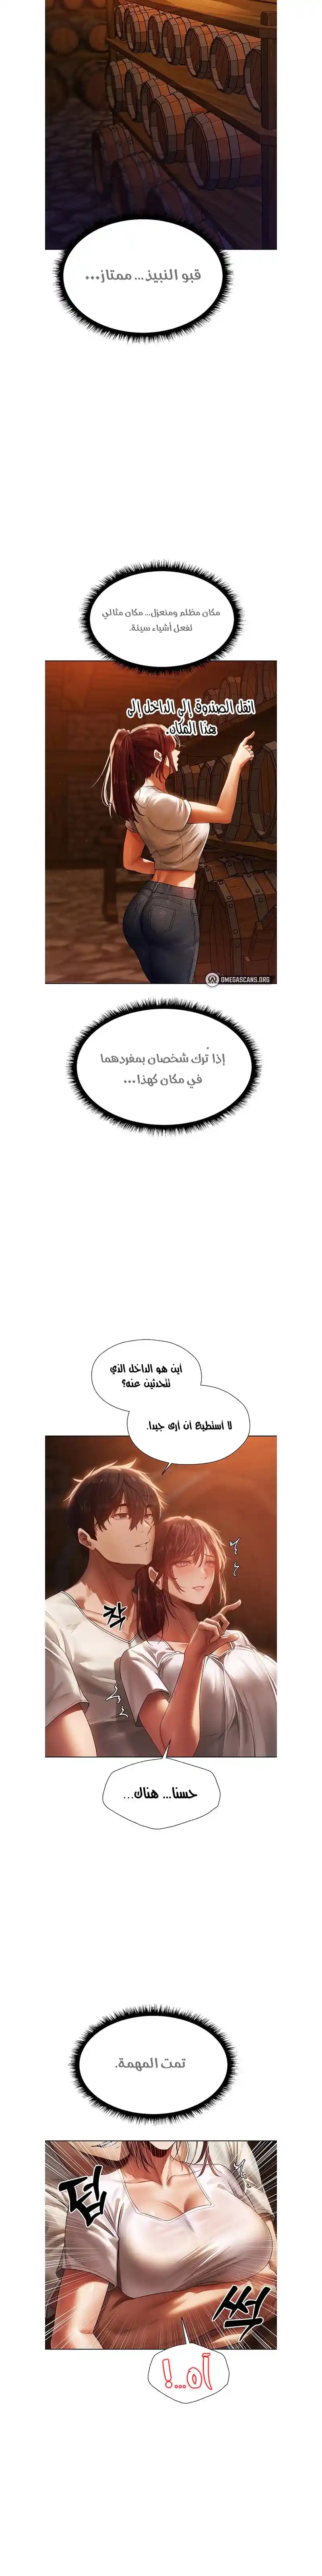 قبو النبيذ... ممتاز...
مكان مظلم ومنعزل... مكان مثالي
لفعل أشياء سيئة.
انقل الصندوق إلى الداخل إلى
هذا المكان.
OMEGASCANS.ORG
إذا تُرك شخصان بمفردهما
في مكان كهذا...
أين هو الداخل الذي
تتحدثين عنه؟
لا أستطيع أن أرى جيدا.
حسنا... هناك...
تمت المهمة.
텁
썩
آه...!